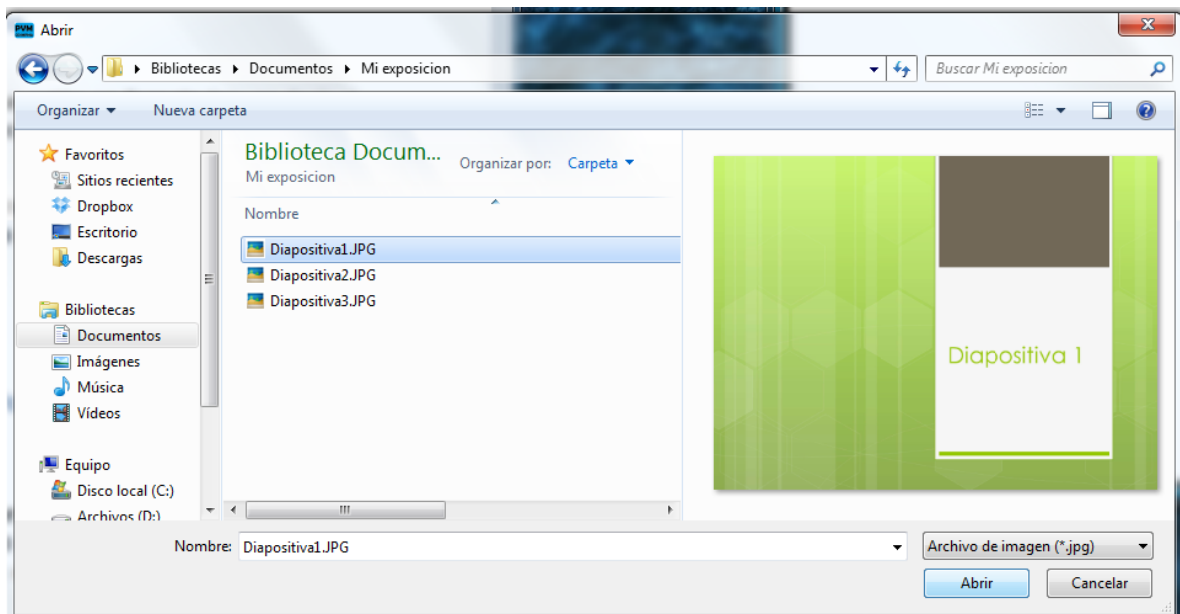 PVM Abrir
Bibliotecas Documentos Mi exposicion Buscar Mi exposicion
Organizar Nueva carpeta
Favoritos
Sitios recientes
Dropbox
Escritorio
Descargas
Bibliotecas
Documentos
Imágenes
Música
Vídeos
Equipo
Disco local (C:)
Archivos (D:)
Biblioteca Docum...
Mi exposicion
Organizar por: Carpeta
Nombre
Diapositiva1.JPG
Diapositiva2.JPG
Diapositiva3.JPG
Diapositiva 1
Nombre: Diapositiva1.JPG Archivo de imagen (*.jpg)
Abrir Cancelar